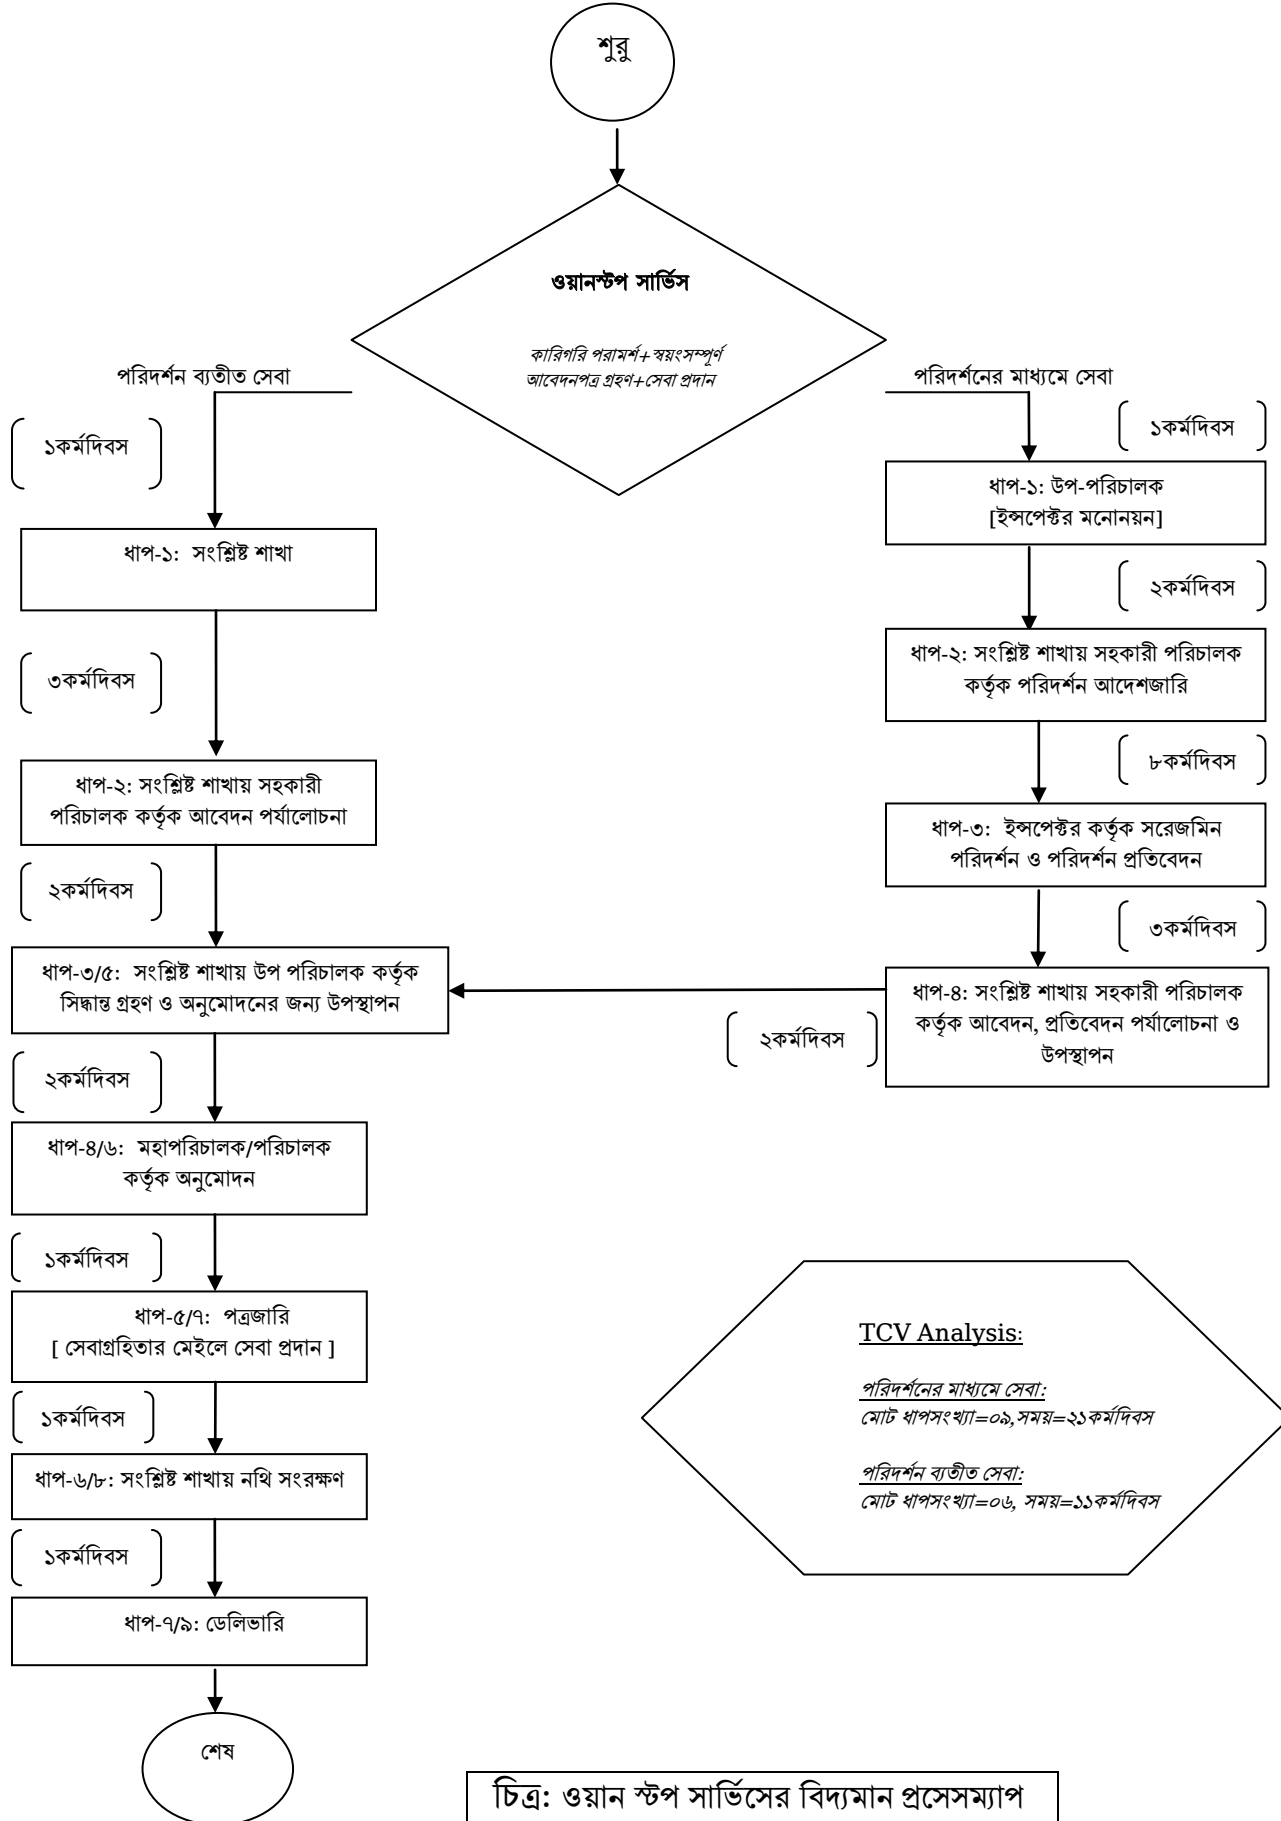 শুরু
ওয়ানস্টপ সার্ভিস
কারিগরি পরামর্শ+স্বয়ংসম্পূর্ণ
আবেদনপত্র গ্রহণ+সেবা প্রদান
পরিদর্শন ব্যতীত সেবা
পরিদর্শনের মাধ্যমে সেবা
১কর্মদিবস
১কর্মদিবস
ধাপ-১: উপ-পরিচালক
[ইন্সপেক্টর মনোনয়ন]
ধাপ-১: সংশ্লিষ্ট শাখা
২কর্মদিবস
ধাপ-২: সংশ্লিষ্ট শাখায় সহকারী পরিচালক
কর্তৃক পরিদর্শন আদেশজারি
৩কর্মদিবস
৮কর্মদিবস
ধাপ-২: সংশ্লিষ্ট শাখায় সহকারী
পরিচালক কর্তৃক আবেদন পর্যালোচনা
ধাপ-৩: ইন্সপেক্টর কর্তৃক সরেজমিন
পরিদর্শন ও পরিদর্শন প্রতিবেদন
২কর্মদিবস
৩কর্মদিবস
ধাপ-৩/৫: সংশ্লিষ্ট শাখায় উপ পরিচালক কর্তৃক
সিদ্ধান্ত গ্রহণ ও অনুমোদনের জন্য উপস্থাপন
ধাপ-৪: সংশ্লিষ্ট শাখায় সহকারী পরিচালক
কর্তৃক আবেদন, প্রতিবেদন পর্যালোচনা ও
উপস্থাপন
২কর্মদিবস
২কর্মদিবস
ধাপ-৪/৬: মহাপরিচালক/পরিচালক
কর্তৃক অনুমোদন
১কর্মদিবস
ধাপ-৫/৭: পত্রজারি
[ সেবাগ্রহিতার মেইলে সেবা প্রদান ]
১কর্মদিবস
ধাপ-৬/৮: সংশ্লিষ্ট শাখায় নথি সংরক্ষণ
১কর্মদিবস
ধাপ-৭/৯: ডেলিভারি
শেষ
TCV Analysis:
পরিদর্শনের মাধ্যমে সেবা:
মোট ধাপসংখ্যা=০৯,সময়=২১কর্মদিবস
পরিদর্শন ব্যতীত সেবা:
মোট ধাপসংখ্যা=০৬, সময়=১১কর্মদিবস
চিত্র: ওয়ান স্টপ সার্ভিসের বিদ্যমান প্রসেসম্যাপ